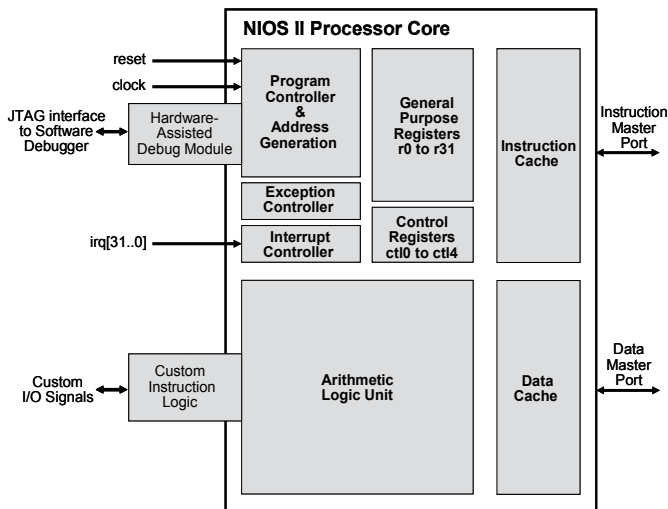 NIOS II Processor Core
reset
clock
JTAG interface
to Software
Debugger
Hardware-
Assisted
Debug Module
Program
Controller
&
Address
Generation
General
Purpose
Registers
r0 to r31
Instruction
Cache
Instruction
Master
Port
Exception
Controller
irq[31..0]
Interrupt
Controller
Control
Registers
ctl0 to ctl4
Custom
I/O Signals
Custom
Instruction
Logic
Arithmetic
Logic Unit
Data
Cache
Data
Master
Port